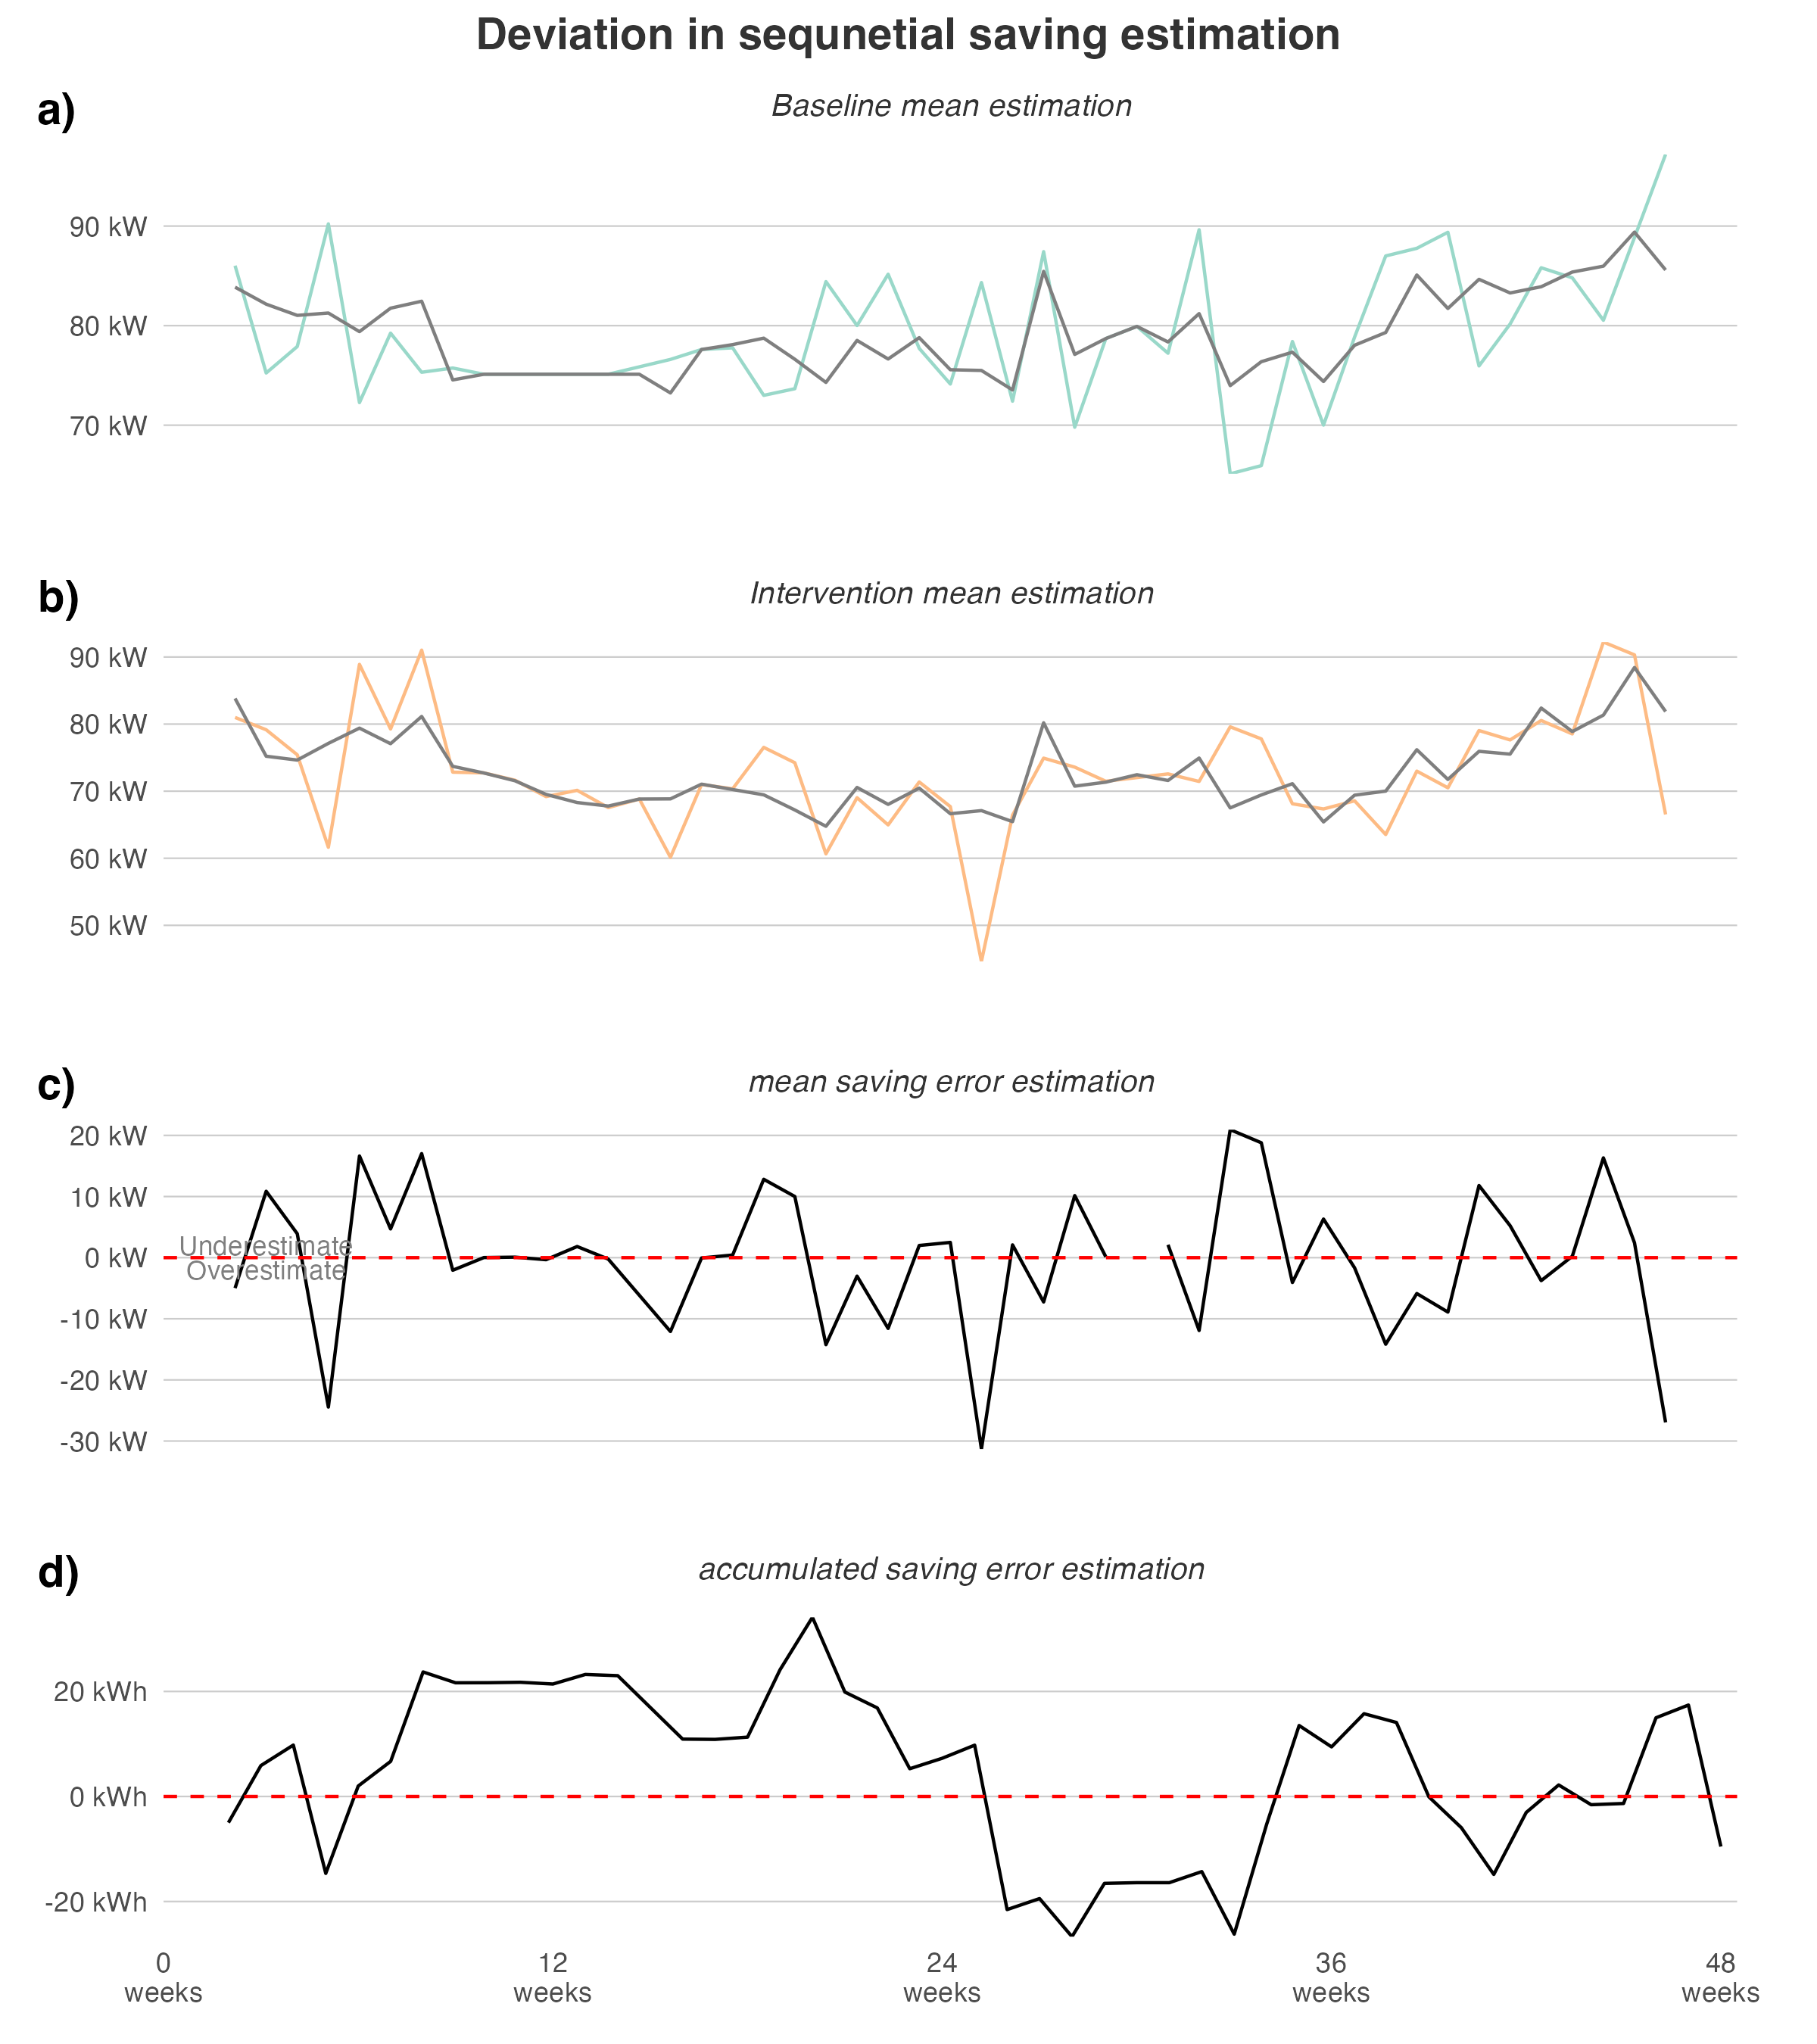 Deviation in sequnetial saving estimation
a)
Baseline mean estimation
90 kW
80 kW
70 kW
b)
Intervention mean estimation
90 kW
80 kW
70 kW
60 kW
50 kW
c)
mean saving error estimation
20 kW
10 kW
Underestimate
0 kW
Overestimate
-10 kW
-20 kW
-30 kW
d)
accumulated saving error estimation
20 kWh
0 kWh
-20 kWh
0 12 24 36 48
weeks weeks weeks weeks weeks